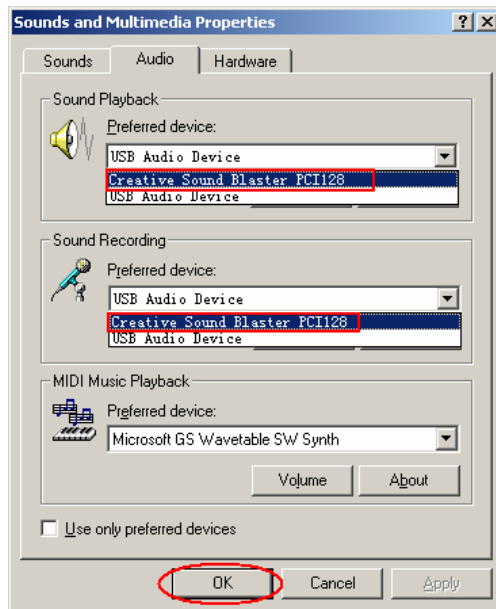 Sounds and Multimedia Properties
Sounds Audio Hardware
Sound Playback
Preferred device:
USB Audio Device
Creative Sound Blaster PCI128
USB Audio Device
Sound Recording
Preferred device:
USB Audio Device
Creative Sound Blaster PCI128
USB Audio Device
MIDI Music Playback
Preferred device:
Microsoft GS Wavetable SW Synth
Volume About
Use only preferred devices
OK Cancel Apply